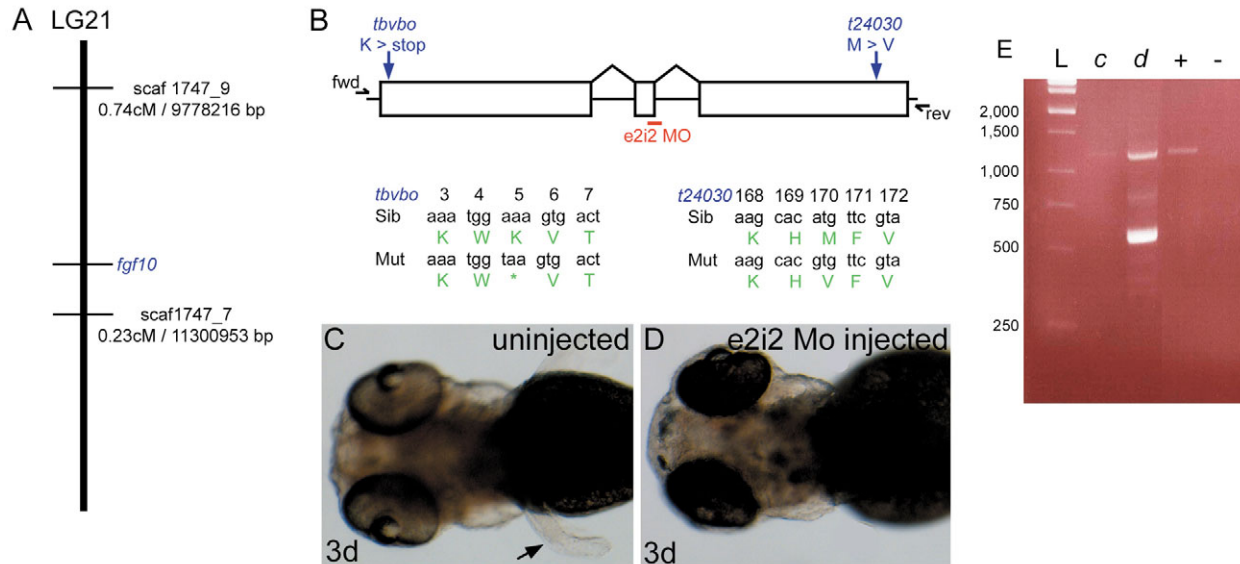 A
LG21
scaf 1747_9
0.74cM / 9778216 bp
fgf10
scaf1747_7
0.23cM / 11300953 bp
B
tbvbo
K > stop
t24030
M > V
fwd
rev
e2i2 MO
tbvbo 3 4 5 6 7
Sib aaa tgg aaa gtg act
K W K V T
Mut aaa tgg taa gtg act
K W * V T
t24030 168 169 170 171 172
Sib aag cac atg ttc gta
K H M F V
Mut aag cac gtg ttc gta
K H V F V
C uninjected
3d
D e2i2 Mo injected
3d
E
L c d + -
2,000
1,500
1,000
750
500
250